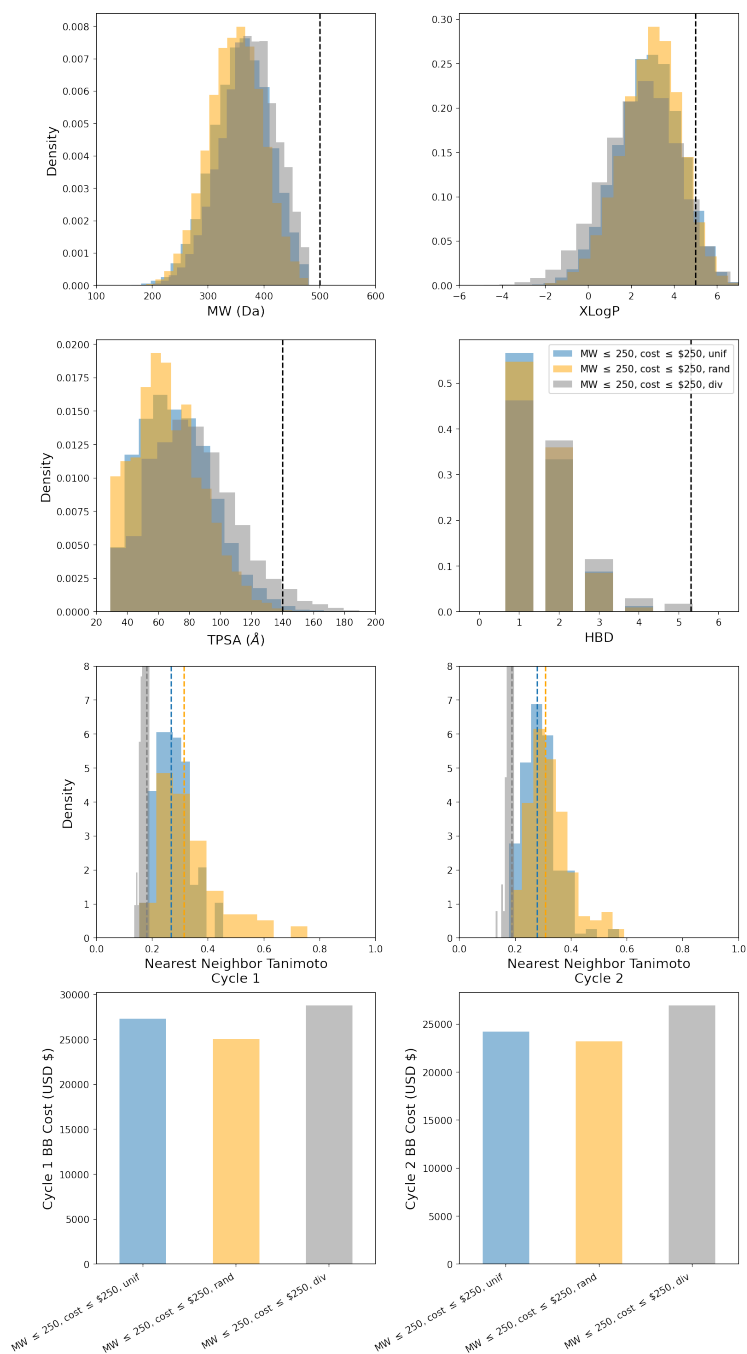 0.008
0.007
0.006
0.005
0.004
0.003
0.002
0.001
0.000
Density
100 200 300 400 500 600
MW (Da)
0.30
0.25
0.20
0.15
0.10
0.05
0.00
−6 −4 −2 0 2 4 6
XLogP
0.0200
0.0175
0.0150
0.0125
0.0100
0.0075
0.0050
0.0025
0.0000
Density
20 40 60 80 100 120 140 160 180 200
TPSA (Å)
MW ≤ 250, cost ≤ $250, unif
MW ≤ 250, cost ≤ $250, rand
MW ≤ 250, cost ≤ $250, div
0.5
0.4
0.3
0.2
0.1
0.0
0 1 2 3 4 5 6
HBD
8
7
6
5
4
3
2
1
0
Density
0.0 0.2 0.4 0.6 0.8 1.0
Nearest Neighbor Tanimoto
Cycle 1
8
7
6
5
4
3
2
1
0
0.0 0.2 0.4 0.6 0.8 1.0
Nearest Neighbor Tanimoto
Cycle 2
30000
25000
20000
15000
10000
5000
0
Cycle 1 BB Cost (USD $)
MW ≤ 250, cost ≤ $250, unif
MW ≤ 250, cost ≤ $250, rand
MW ≤ 250, cost ≤ $250, div
25000
20000
15000
10000
5000
0
Cycle 2 BB Cost (USD $)
MW ≤ 250, cost ≤ $250, unif
MW ≤ 250, cost ≤ $250, rand
MW ≤ 250, cost ≤ $250, div